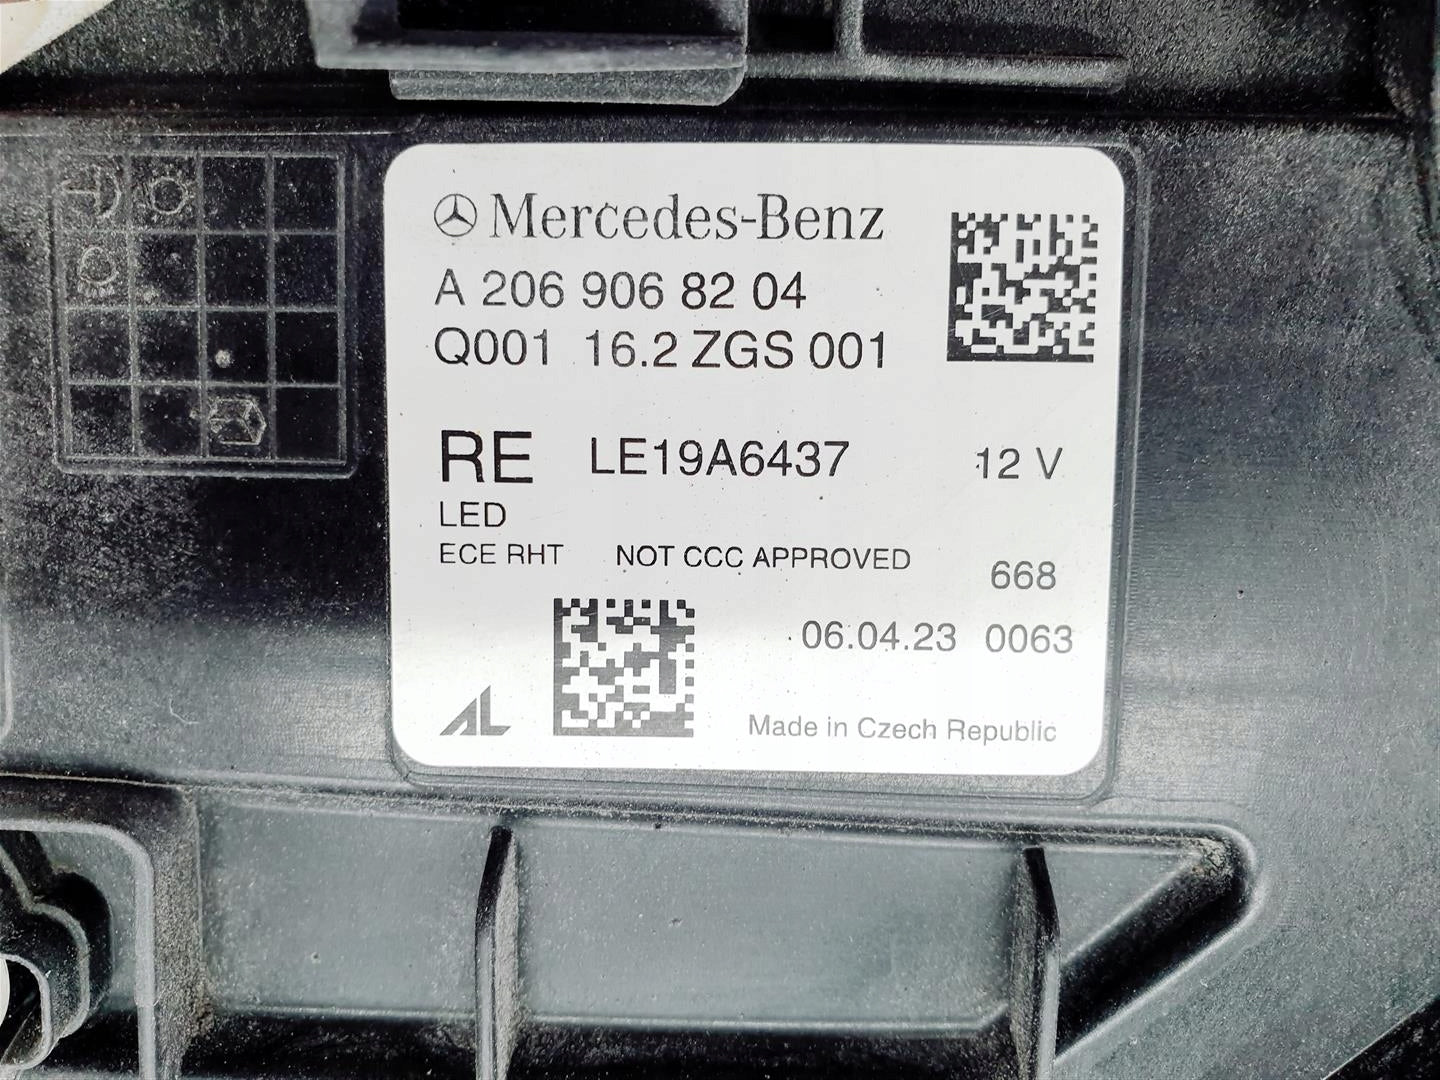 Mercedes-Benz
A 206 906 82 04
Q001 16.2 ZGS 001
RE LE19A6437 12 V
LED
ECE RHT NOT CCC APPROVED
668
06.04.23 0063
AL
Made in Czech Republic